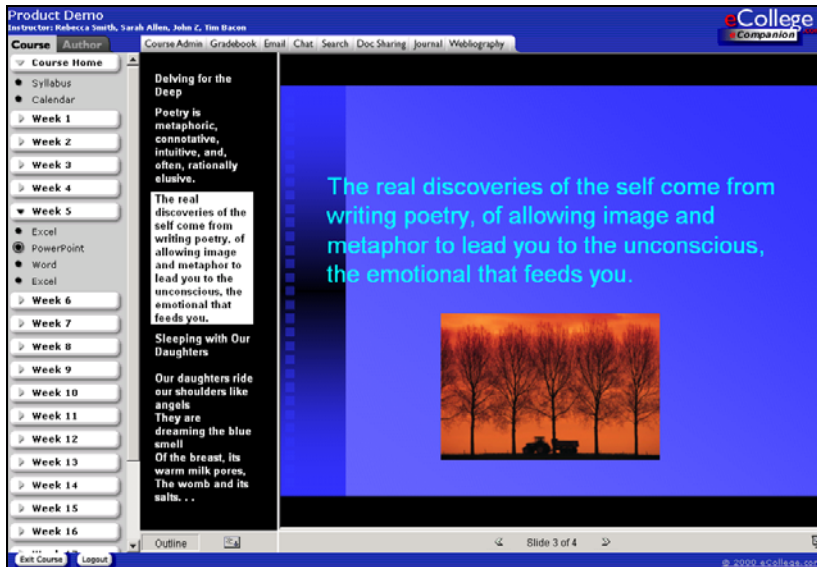 Product Demo
Instructor: Rebecca Smith, Sarah Allen, John Z, Tim Bacon
eCollege
eCompanion
Course Author
Course Admin Gradebook Email Chat Search Doc Sharing Journal Webliography
Course Home
Syllabus
Calendar
Week 1
Week 2
Week 3
Week 4
Week 5
Excel
PowerPoint
Word
Excel
Week 6
Week 7
Week 8
Week 9
Week 10
Week 11
Week 12
Week 13
Week 14
Week 15
Week 16
Exit Course Logout
Delving for the
Deep
Poetry is
metaphoric,
connotative,
intuitive, and,
often, rationally
elusive.
The real
discoveries of the
self come from
writing poetry, of
allowing image
and metaphor to
lead you to the
unconscious, the
emotional that
feeds you.
Sleeping with Our
Daughters
Our daughters ride
our shoulders like
angels
They are
dreaming the blue
smell
Of the breast, its
warm milk pores,
The womb and its
salts. . .
Outline
The real discoveries of the self come from
writing poetry, of allowing image and
metaphor to lead you to the unconscious,
the emotional that feeds you.
Slide 3 of 4
© 2000 eCollege.com